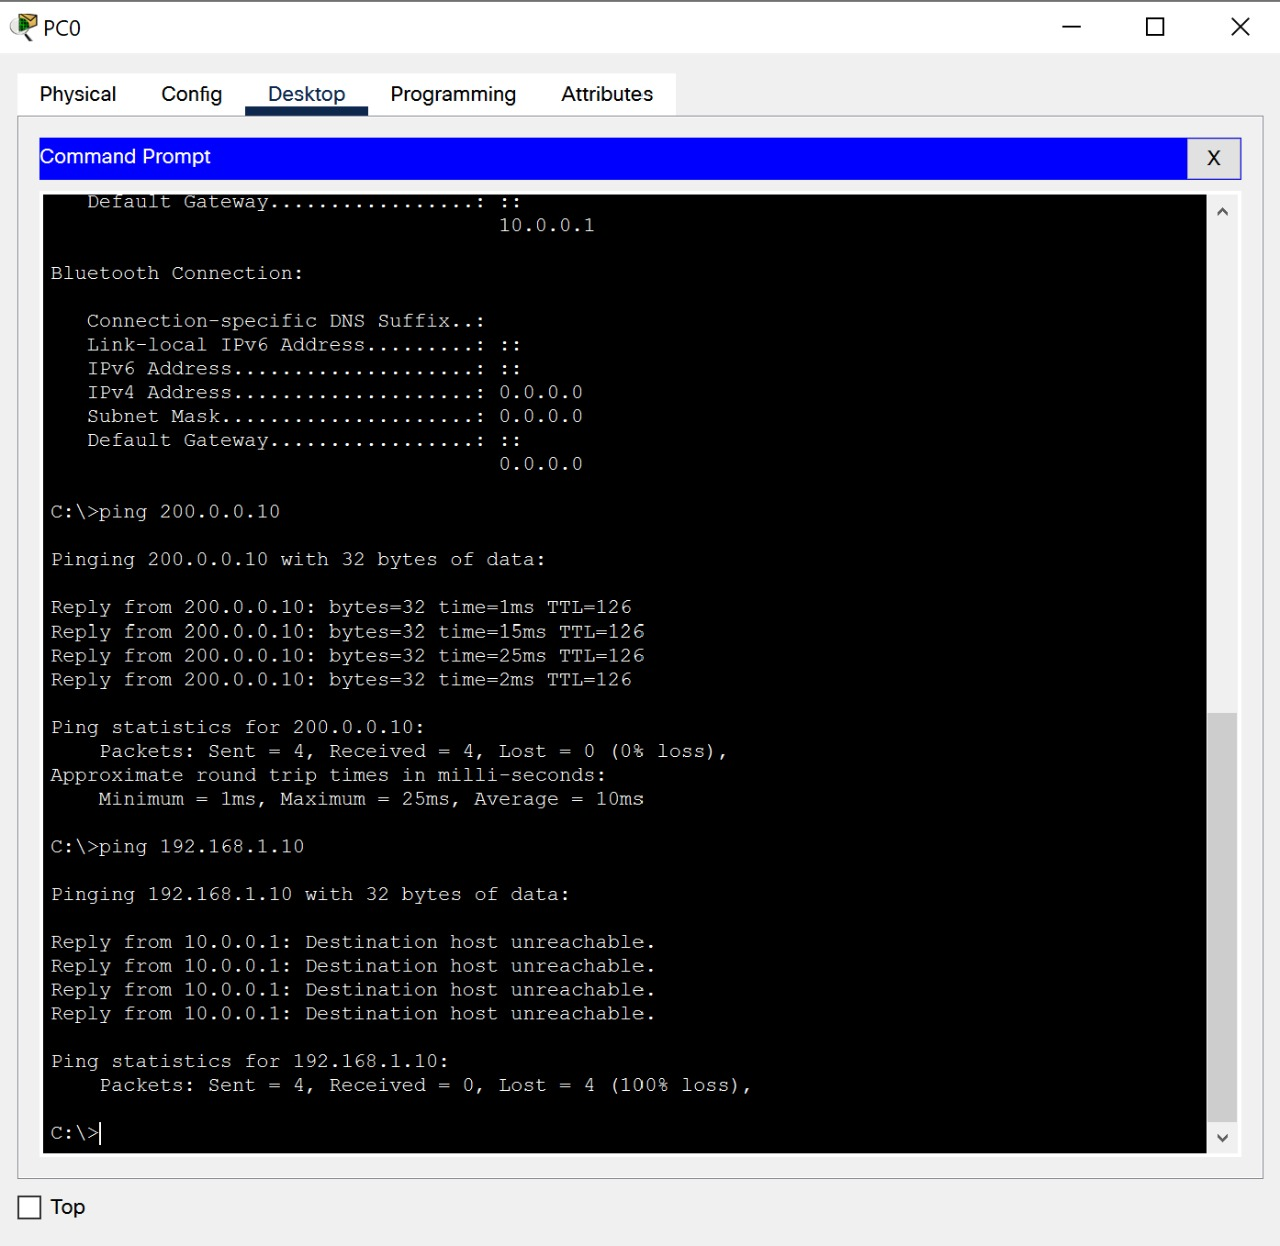 PC0
Physical Config Desktop Programming Attributes
Command Prompt X
Default Gateway.................: ::
10.0.0.1
Bluetooth Connection:
Connection-specific DNS Suffix..:
Link-local IPv6 Address.........: ::
IPv6 Address....................: ::
IPv4 Address....................: 0.0.0.0
Subnet Mask.....................: 0.0.0.0
Default Gateway.................: ::
0.0.0.0
C:\>ping 200.0.0.10
Pinging 200.0.0.10 with 32 bytes of data:
Reply from 200.0.0.10: bytes=32 time=1ms TTL=126
Reply from 200.0.0.10: bytes=32 time=15ms TTL=126
Reply from 200.0.0.10: bytes=32 time=25ms TTL=126
Reply from 200.0.0.10: bytes=32 time=2ms TTL=126
Ping statistics for 200.0.0.10:
Packets: Sent = 4, Received = 4, Lost = 0 (0% loss),
Approximate round trip times in milli-seconds:
Minimum = 1ms, Maximum = 25ms, Average = 10ms
C:\>ping 192.168.1.10
Pinging 192.168.1.10 with 32 bytes of data:
Reply from 10.0.0.1: Destination host unreachable.
Reply from 10.0.0.1: Destination host unreachable.
Reply from 10.0.0.1: Destination host unreachable.
Reply from 10.0.0.1: Destination host unreachable.
Ping statistics for 192.168.1.10:
Packets: Sent = 4, Received = 0, Lost = 4 (100% loss),
C:\>
Top